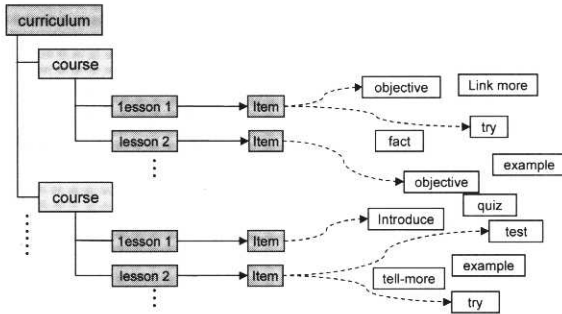 curriculum
course
1esson 1
Item
objective
Link more
try
lesson 2
Item
fact
example
objective
quiz
course
Introduce
1esson 1
Item
test
lesson 2
Item
tell-more
example
try